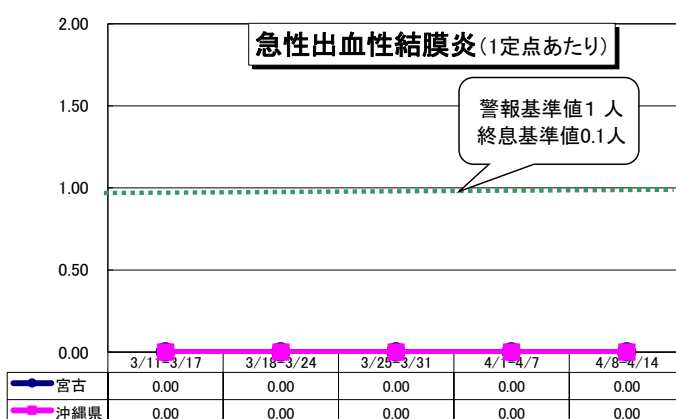 急性出血性結膜炎(1定点あたり)
警報基準値1 人
終息基準値0.1人
2.00
1.50
1.00
0.50
0.00
3/11-3/17 3/18-3/24 3/25-3/31 4/1-4/7 4/8-4/14
宮古 0.00 0.00 0.00 0.00 0.00
沖縄県 0.00 0.00 0.00 0.00 0.00